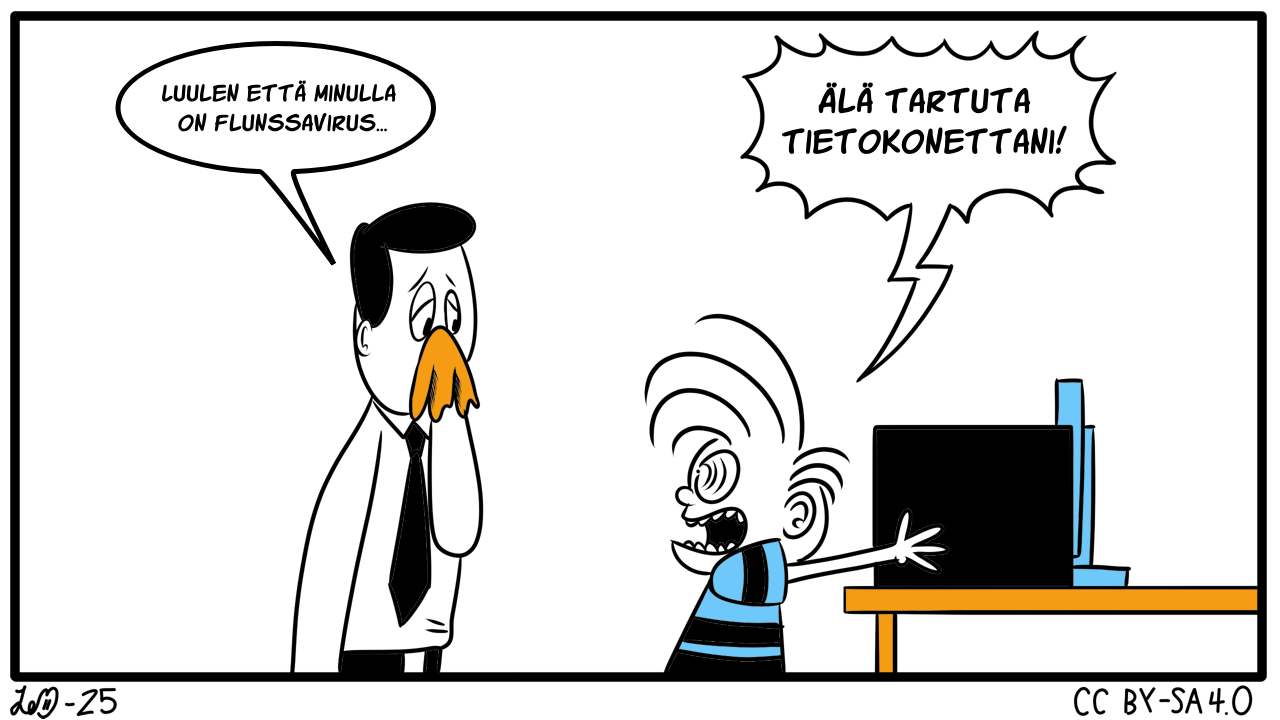 LUULEN ETTÄ MINULLA
ON FLUNSSAVIRUS...
ÄLÄ TARTUTA
TIETOKONETTANI!
-25
CC BY-SA 4.0